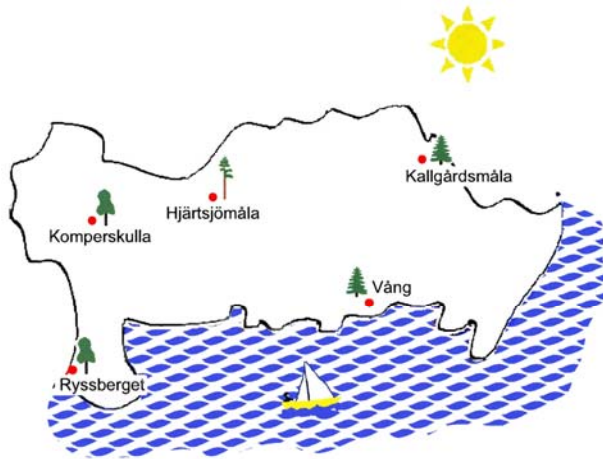 Kallgårdsmåla
Hjärtsjömåla
Komperskulla
Vång
Ryssberget